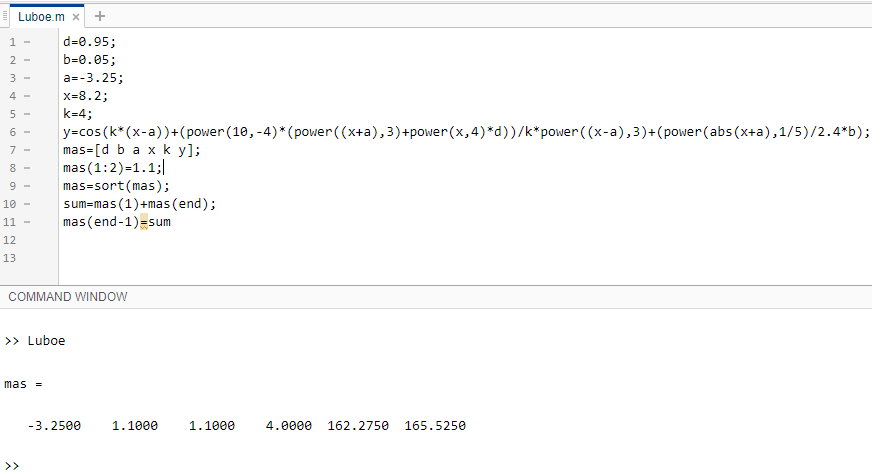 Luboe.m × +
1 – d=0.95;
2 – b=0.05;
3 – a=-3.25;
4 – x=8.2;
5 – k=4;
6 – y=cos(k*(x-a))+(power(10,-4)*(power((x+a),3)+power(x,4)*d))/k*power((x-a),3)+(power(abs(x+a),1/5)/2.4*b);
7 – mas=[d b a x k y];
8 – mas(1:2)=1.1;
9 – mas=sort(mas);
10 – sum=mas(1)+mas(end);
11 – mas(end-1)=sum
12
13
COMMAND WINDOW
>> Luboe
mas =
-3.2500 1.1000 1.1000 4.0000 162.2750 165.5250
>>